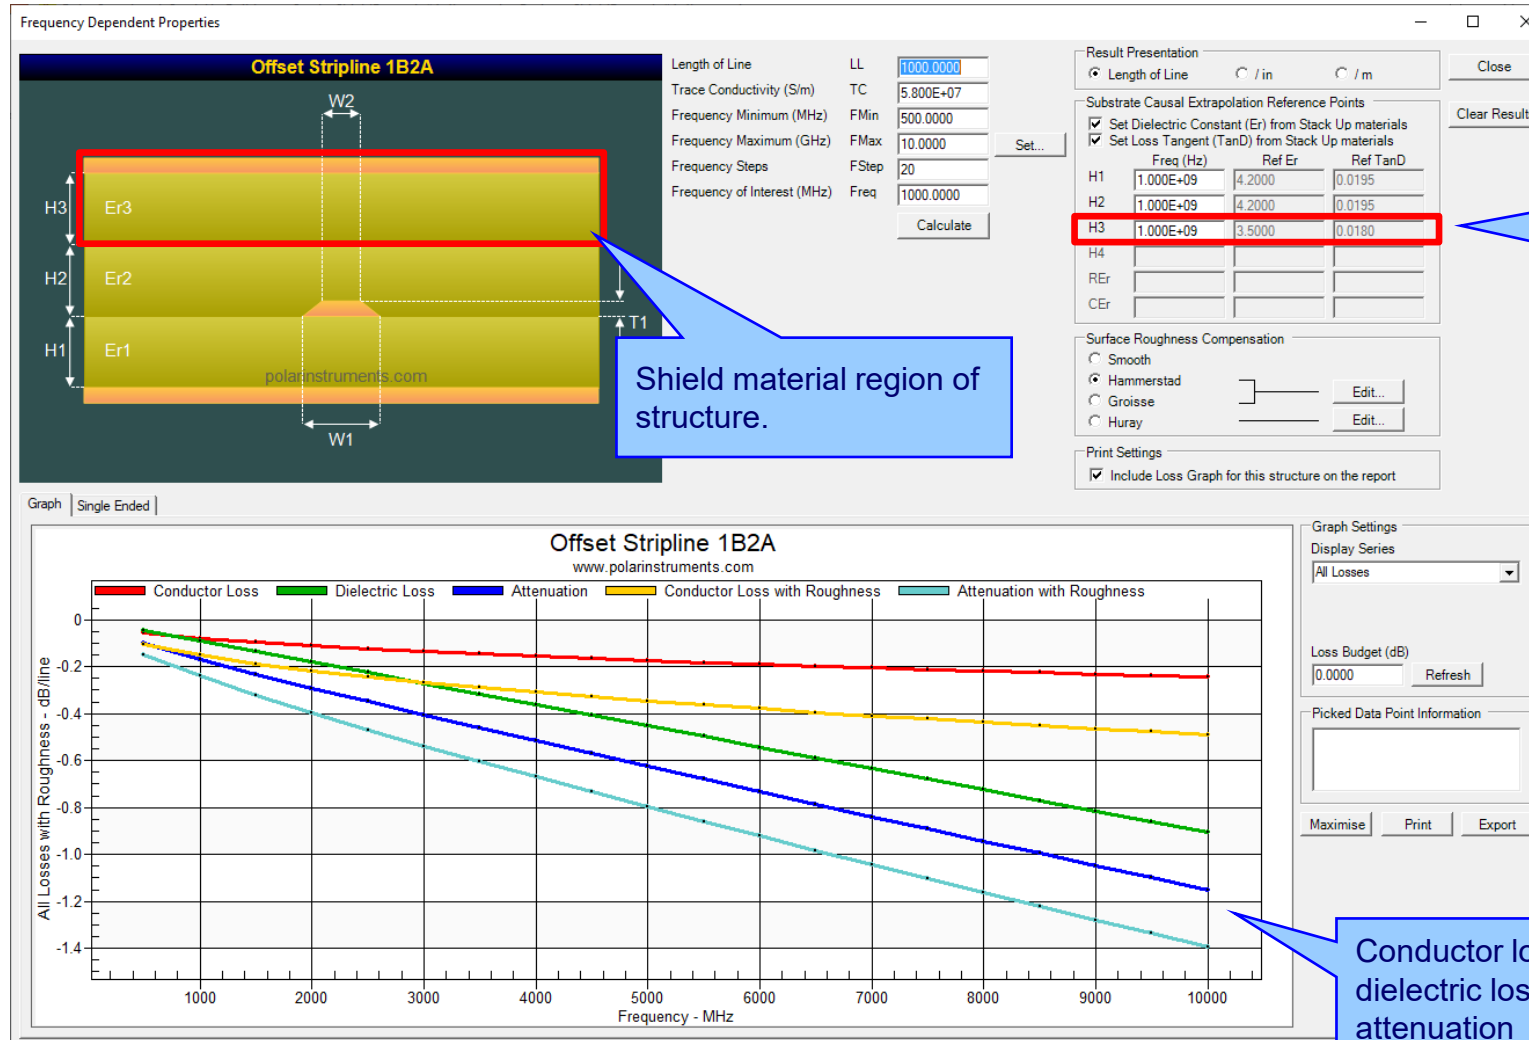 Frequency Dependent Properties
Offset Stripline 1B2A
W2
H3 Er3
H2 Er2
T1
H1 Er1
polarinstruments.com
W1
Length of Line LL 1000.0000
Trace Conductivity (S/m) TC 5.800E+07
Frequency Minimum (MHz) FMin 500.0000
Frequency Maximum (GHz) FMax 10.0000 Set...
Frequency Steps FStep 20
Frequency of Interest (MHz) Freq 1000.0000
Calculate
Result Presentation
Length of Line / in / m
Close
Clear Result
Substrate Causal Extrapolation Reference Points
Set Dielectric Constant (Er) from Stack Up materials
Set Loss Tangent (TanD) from Stack Up materials
Freq (Hz) Ref Er Ref TanD
H1 1.000E+09 4.2000 0.0195
H2 1.000E+09 4.2000 0.0195
H3 1.000E+09 3.5000 0.0180
H4
REr
CEr
Surface Roughness Compensation
Smooth
Hammerstad
Edit...
Groisse
Huray
Edit...
Print Settings
Include Loss Graph for this structure on the report
Shield material region of
structure.
Graph Single Ended
Offset Stripline 1B2A
www.polarinstruments.com
Conductor Loss Dielectric Loss Attenuation Conductor Loss with Roughness Attenuation with Roughness
0
-0.2
-0.4
-0.6
-0.8
-1.0
-1.2
-1.4
All Losses with Roughness - dB/line
1000 2000 3000 4000 5000 6000 7000 8000 9000 10000
Frequency - MHz
Graph Settings
Display Series
All Losses
Loss Budget (dB)
0.0000 Refresh
Picked Data Point Information
Maximise Print Export
Conductor lo
dielectric los
attenuation